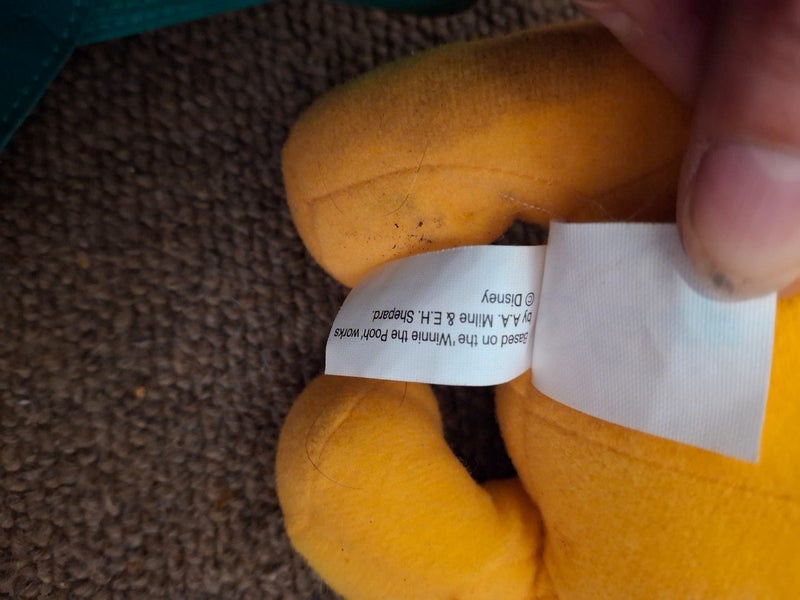 Based on the 'Winnie the Pooh' works
by A.A. Milne & E.H. Shepard.
© Disney